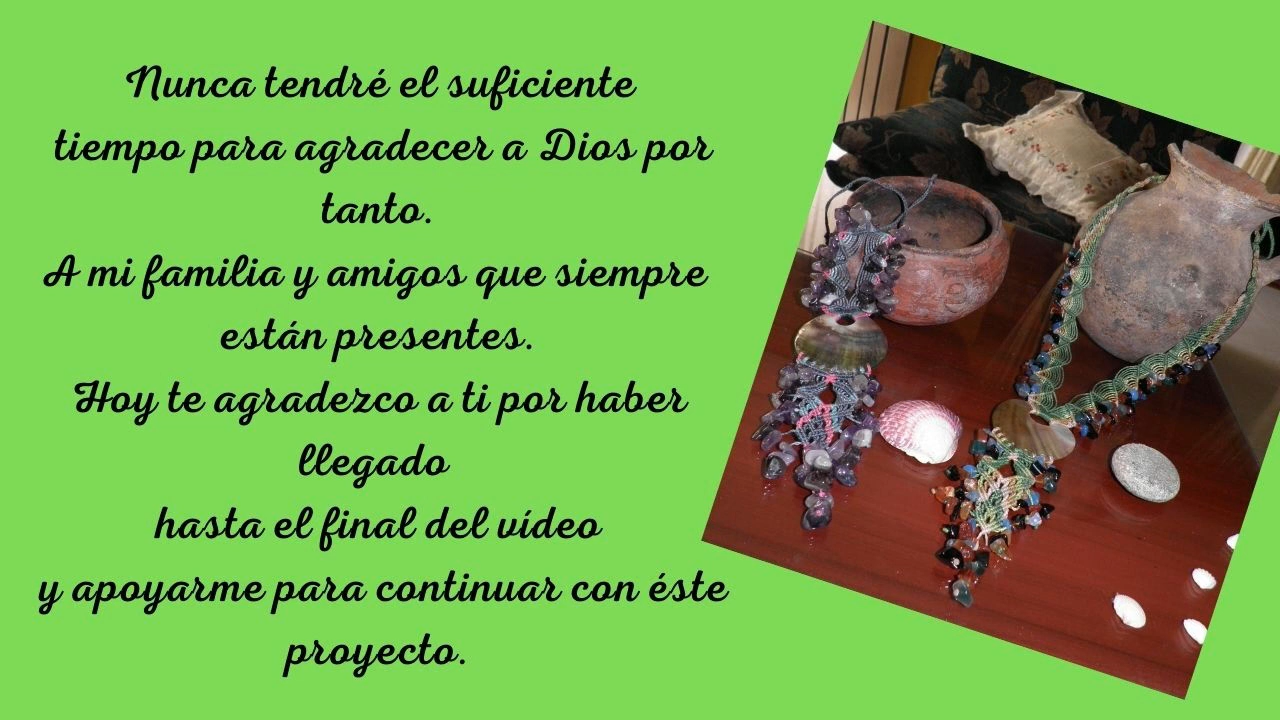 Nunca tendré el suficiente
tiempo para agradecer a Dios por
tanto.
A mi familia y amigos que siempre
están presentes.
Hoy te agradezco a ti por haber
llegado
hasta el final del vídeo
y apoyarme para continuar con éste
proyecto.